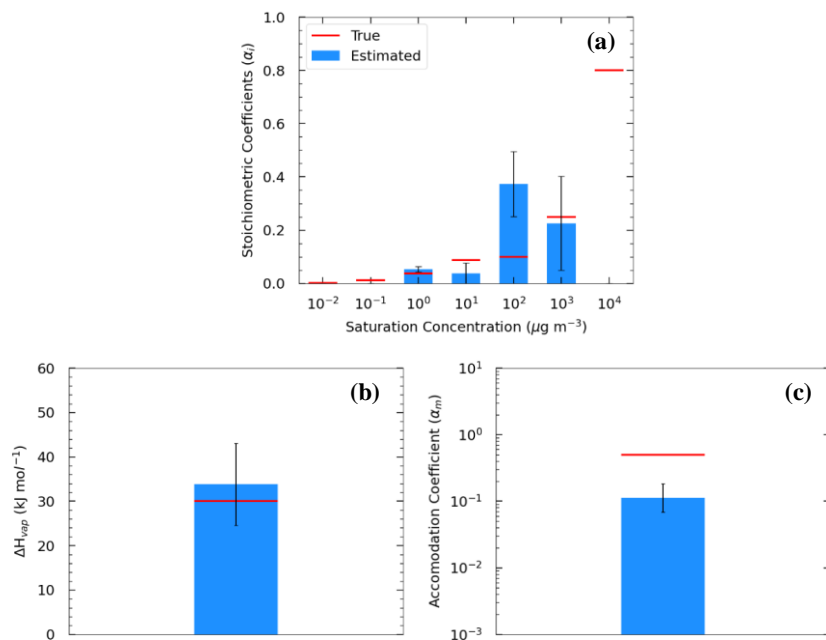 (a)
True
Estimated
Stoichiometric Coefficients (αi)
1.0
0.8
0.6
0.4
0.2
0.0
10⁻² 10⁻¹ 10⁰ 10¹ 10² 10³ 10⁴
Saturation Concentration (μg m⁻³)
(b)
ΔHvap (kJ mol⁻¹)
60
50
40
30
20
10
0
(c)
Accomodation Coefficient (αm)
10¹
10⁰
10⁻¹
10⁻²
10⁻³